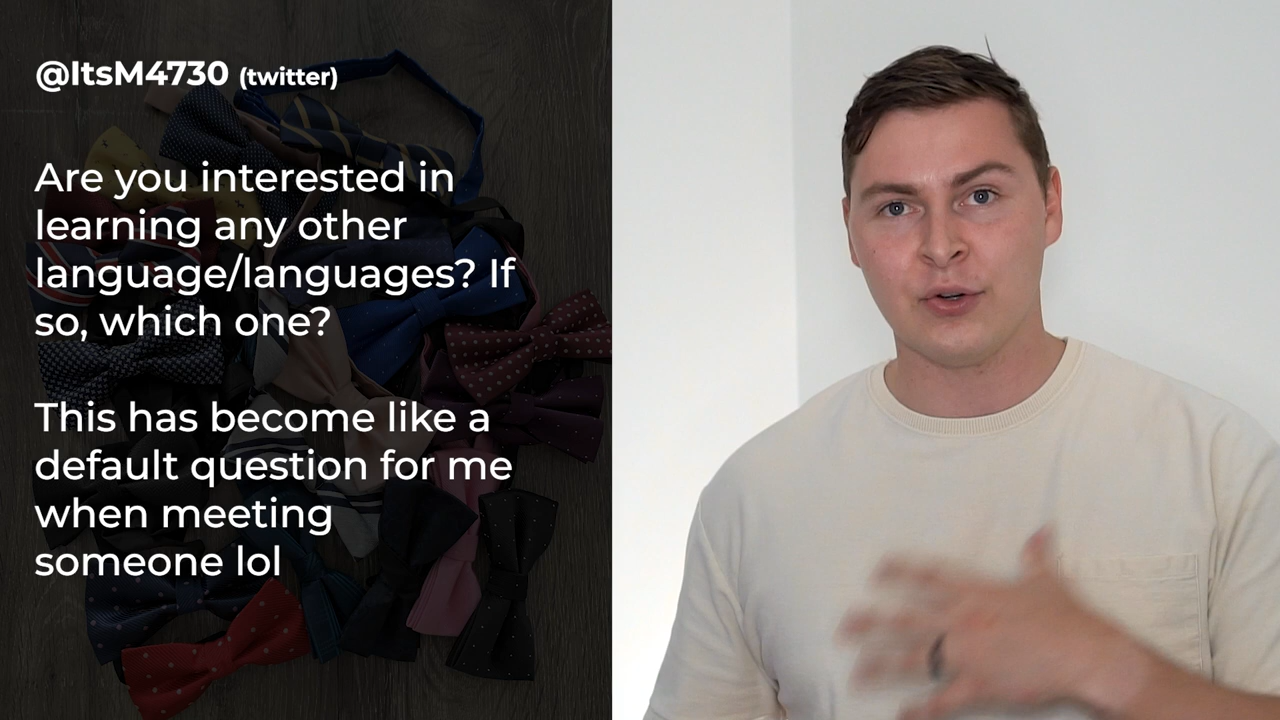 @ItsM4730 (twitter)
Are you interested in
learning any other
language/languages? If
so, which one?
This has become like a
default question for me
when meeting
someone lol